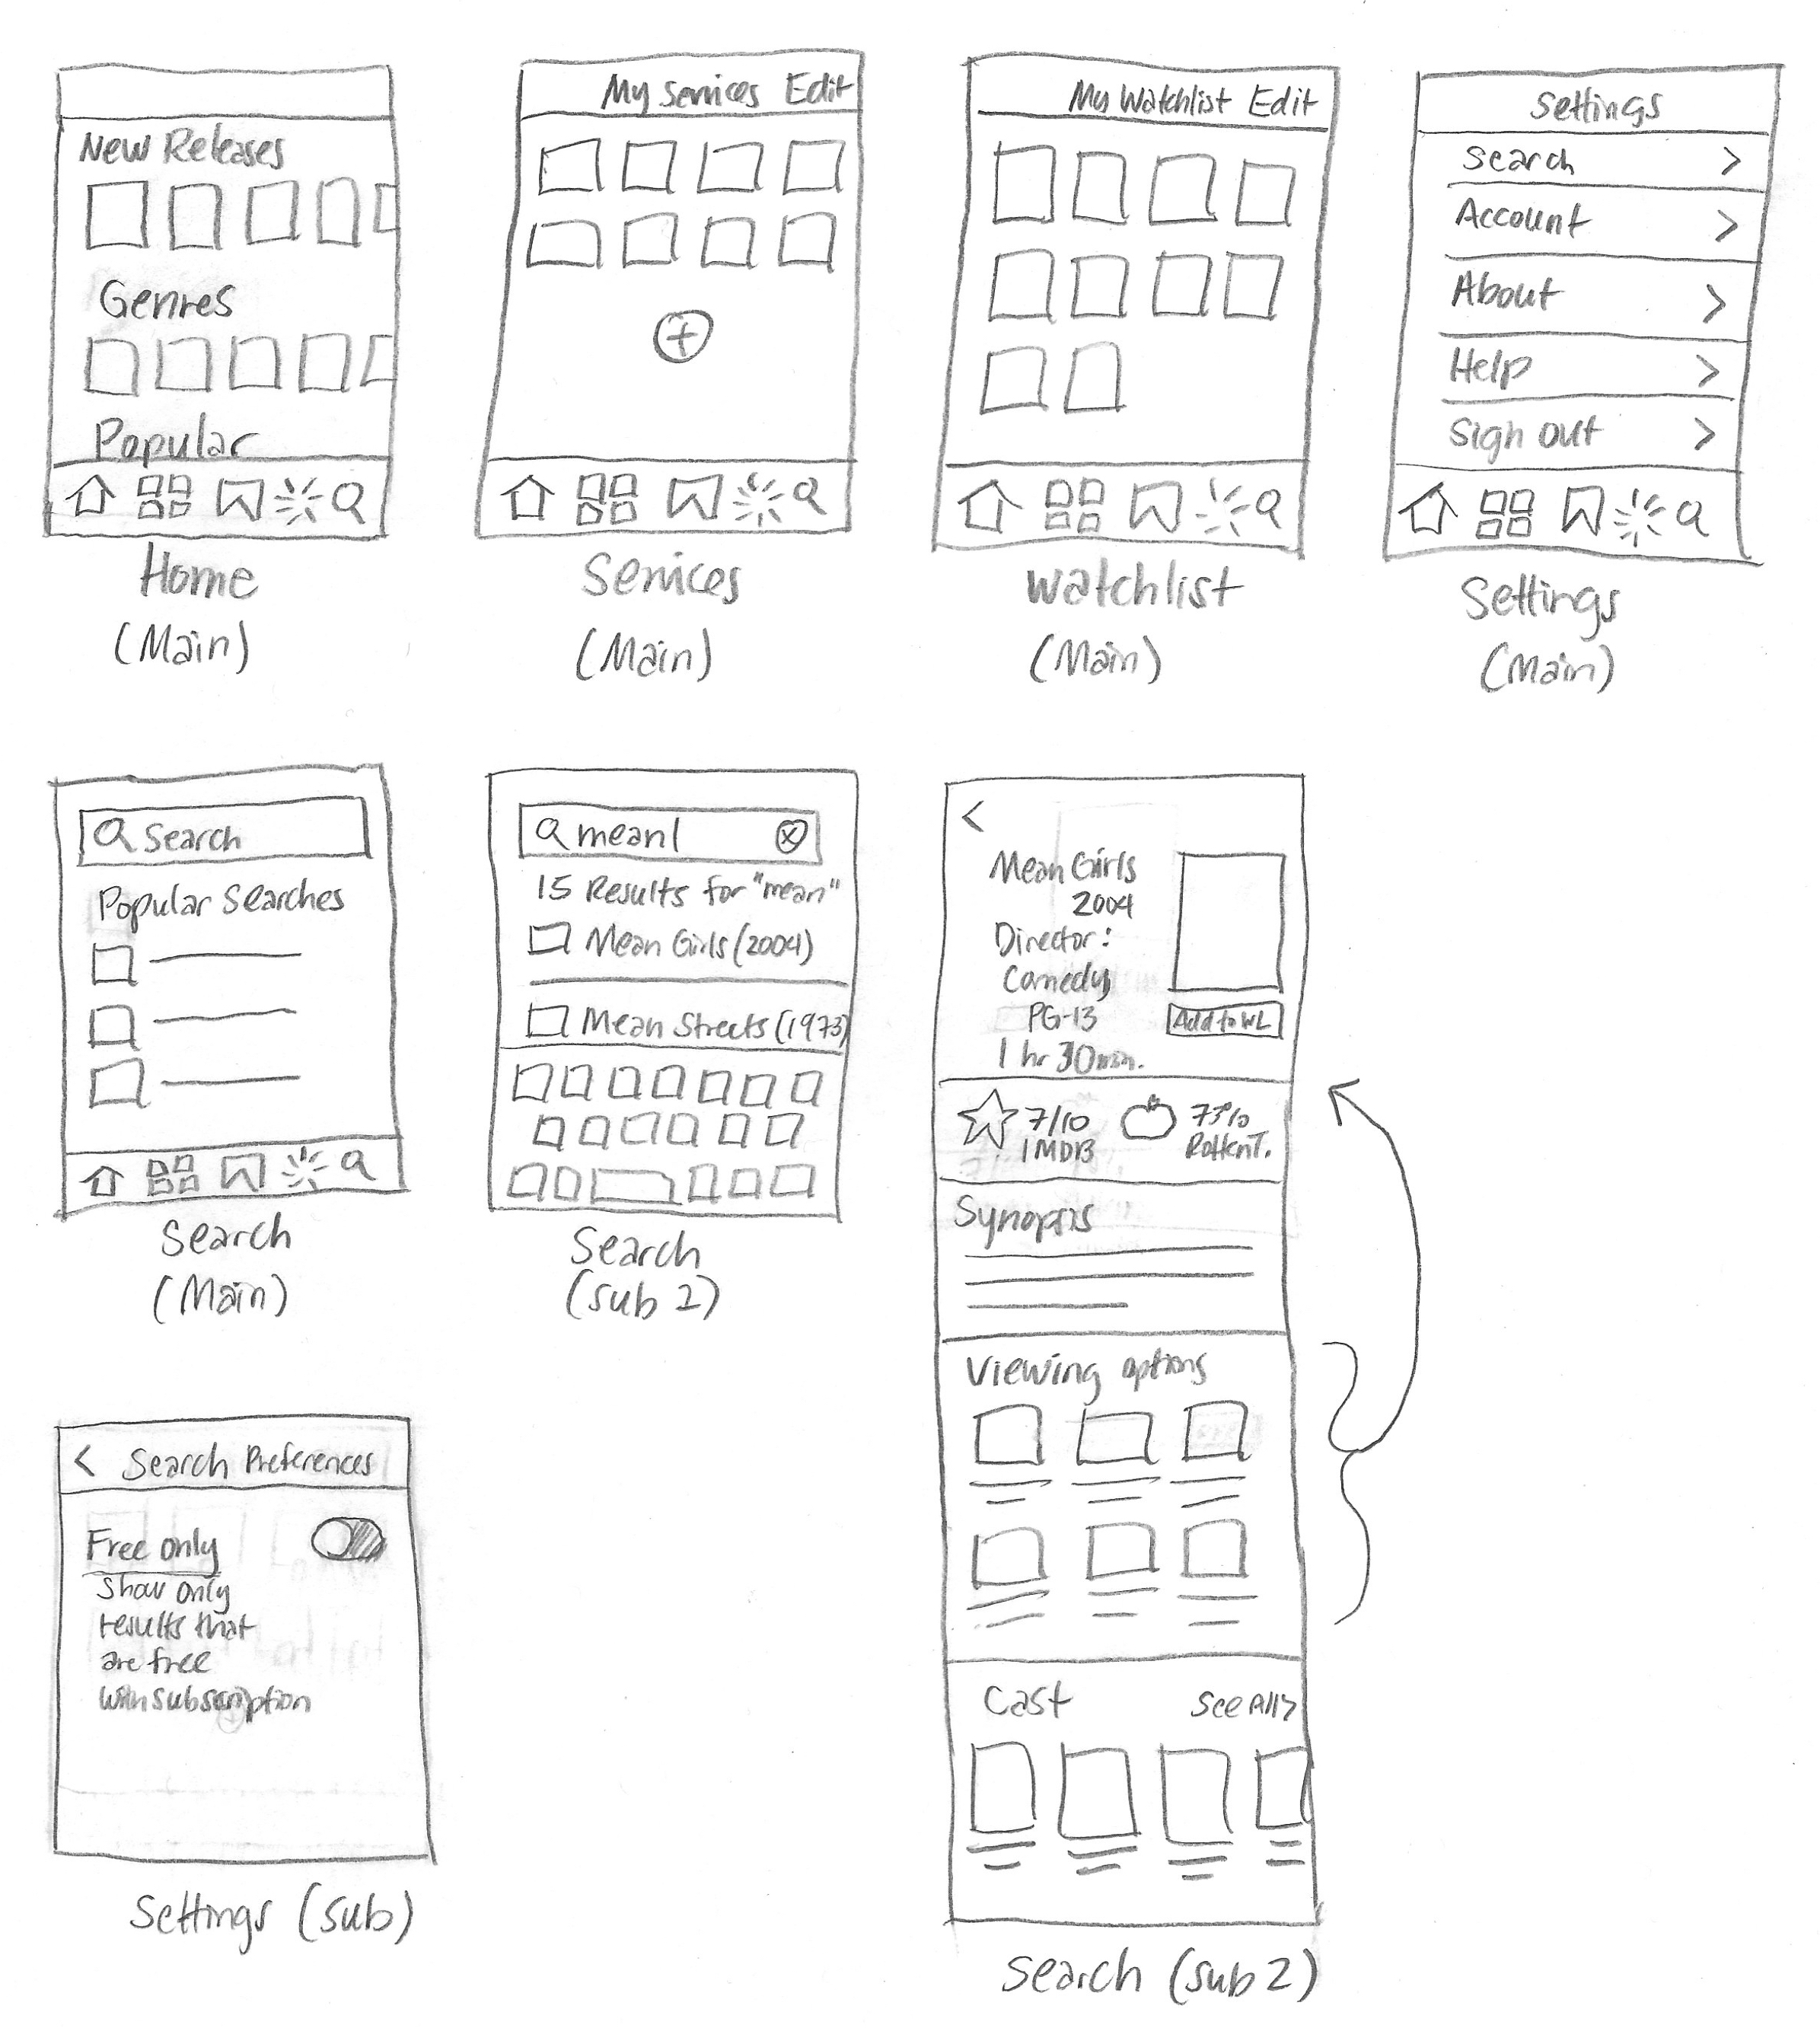 New Releases
Genres
Popular
Home
(Main)
My Services Edit
Services
(Main)
My Watchlist Edit
Watchlist
(Main)
Settings
Search >
Account >
About >
Help >
Sign Out >
Settings
(Main)
Search
Popular Searches
Search
(Main)
mean|
15 Results for "mean"
Mean Girls (2004)
Mean Streets (1973)
Search
(Sub 2)
<
Mean Girls
2004
Director:
Comedy
PG-13
1 hr 30min.
Add to WL
7/10
IMDB
73%
RottenT.
Synopsis
Viewing options
Cast See All>
Search (Sub 2)
< Search Preferences
Free only
Show only
results that
are free
with subscription
Settings (Sub)